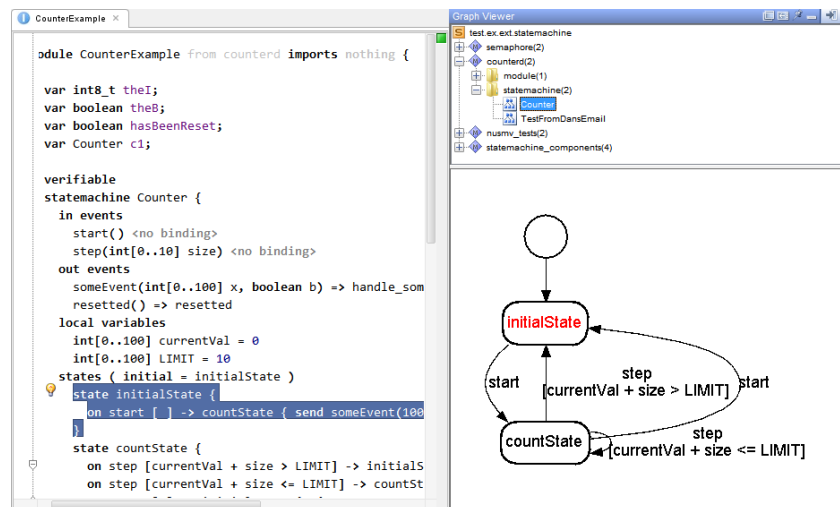 CounterExample ×
odule CounterExample from counterd imports nothing {
var int8_t theI;
var boolean theB;
var boolean hasBeenReset;
var Counter c1;
verifiable
statemachine Counter {
in events
start() <no binding>
step(int[0..10] size) <no binding>
out events
someEvent(int[0..100] x, boolean b) => handle_som
resetted() => resetted
local variables
int[0..100] currentVal = 0
int[0..100] LIMIT = 10
states ( initial = initialState )
state initialState {
on start [ ] -> countState { send someEvent(100
}
state countState {
on step [currentVal + size > LIMIT] -> initialS
on step [currentVal + size <= LIMIT] -> countSt
Graph Viewer
test.ex.ext.statemachine
semaphore(2)
counterd(2)
module(1)
statemachine(2)
Counter
TestFromDansEmail
nusmv_tests(2)
statemachine_components(4)
initialState
start
step
[currentVal + size > LIMIT]
start
countState
step
[currentVal + size <= LIMIT]